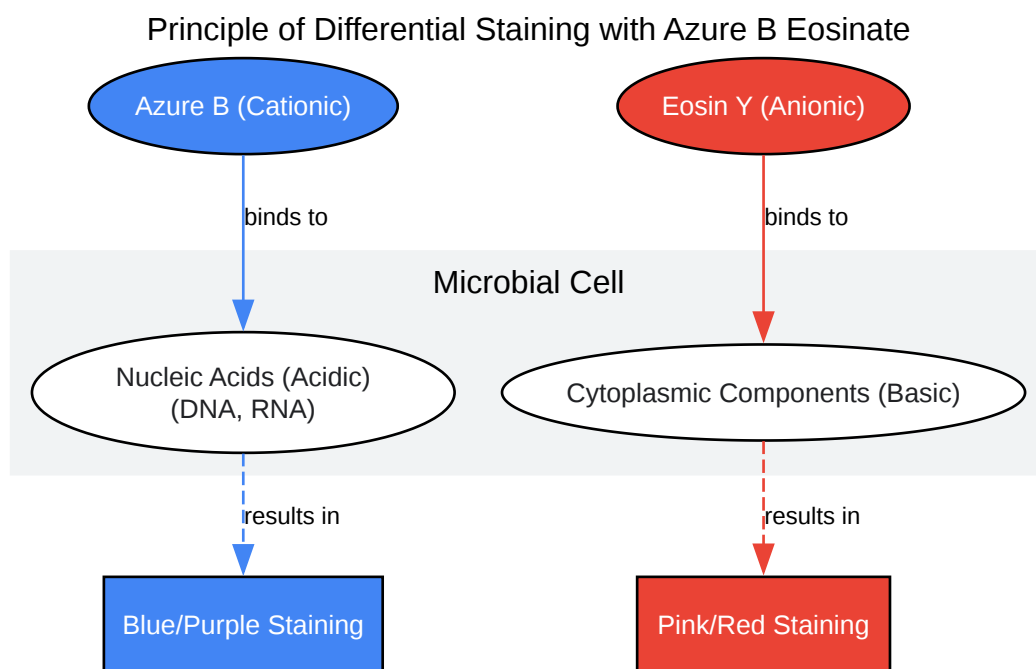 Principle of Differential Staining with Azure B Eosinate
Azure B (Cationic)
Eosin Y (Anionic)
binds to
binds to
Microbial Cell
Nucleic Acids (Acidic)
(DNA, RNA)
Cytoplasmic Components (Basic)
results in
results in
Blue/Purple Staining
Pink/Red Staining